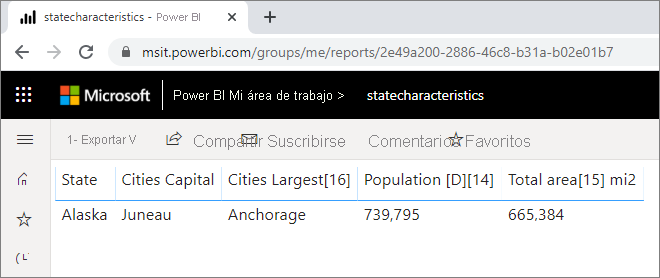 statecharacteristics - Power BI
msit.powerbi.com/groups/me/reports/2e49a200-2886-46c8-b31a-b02e01b7
Microsoft Power BI Mi área de trabajo > statecharacteristics
1- Exportar V Compartir Suscribirse Comentarios Favoritos
State Cities Capital Cities Largest[16] Population [D][14] Total area[15] mi2
Alaska Juneau Anchorage 739,795 665,384